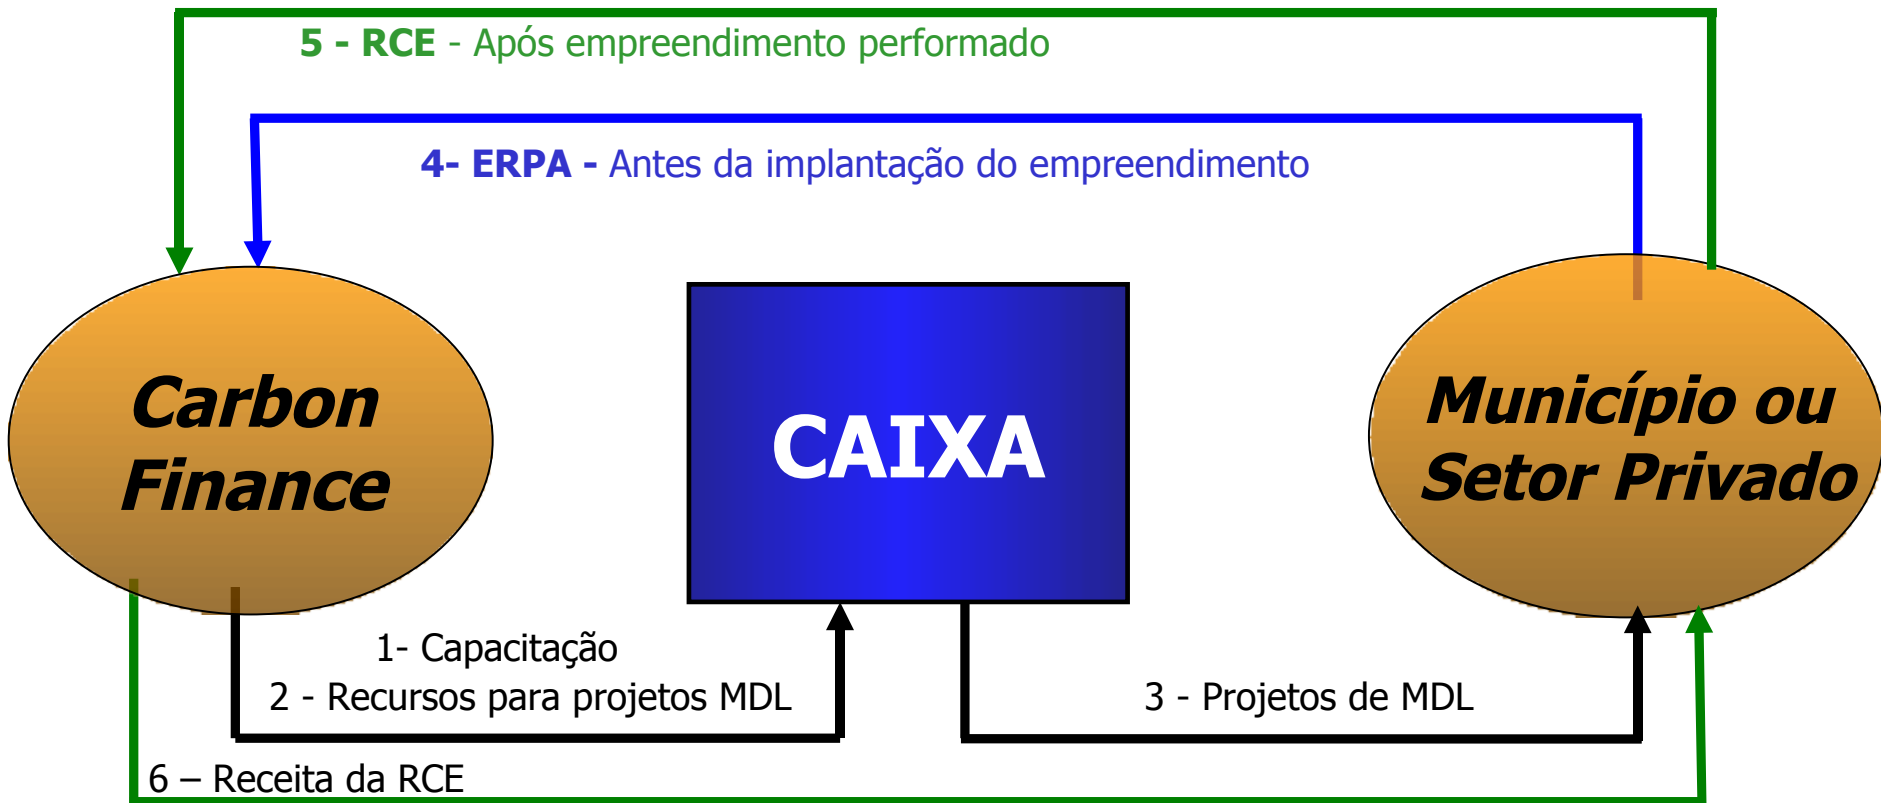 5 - RCE - Após empreendimento performado
4- ERPA - Antes da implantação do empreendimento
Carbon
Finance
CAIXA
Município ou
Setor Privado
1- Capacitação
2 - Recursos para projetos MDL
3 - Projetos de MDL
6 – Receita da RCE